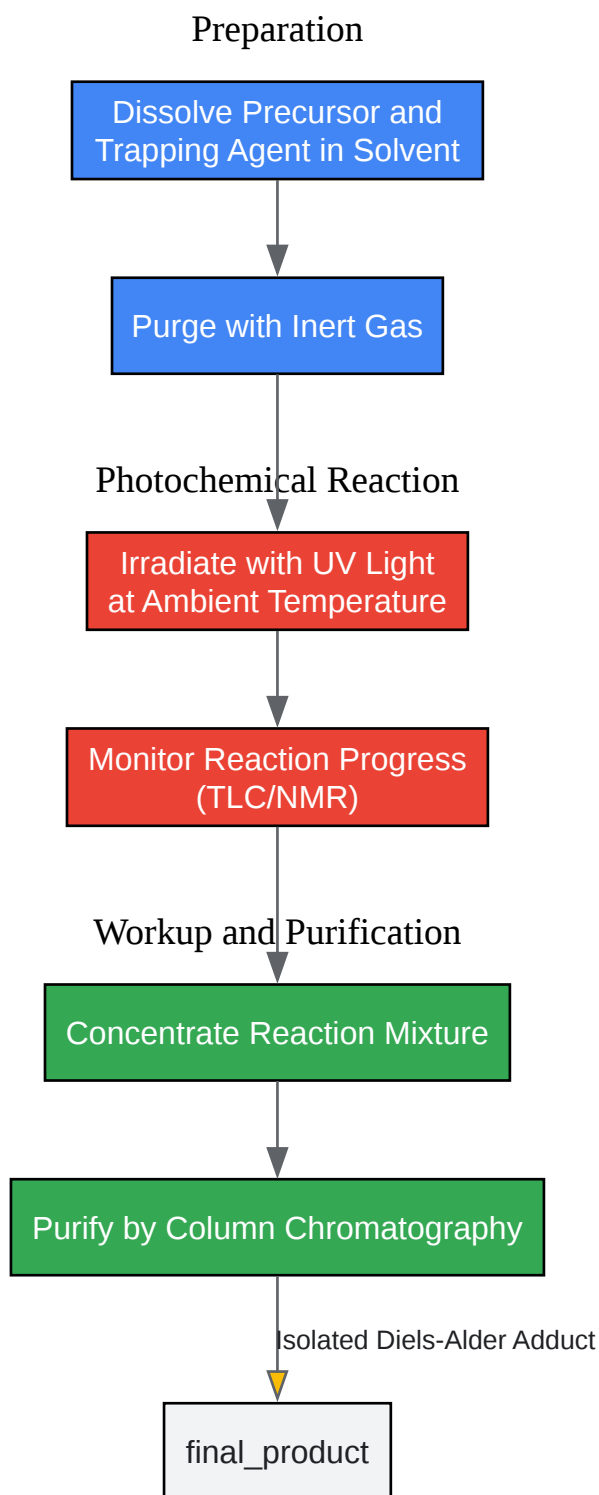 Preparation
Dissolve Precursor and
Trapping Agent in Solvent
Purge with Inert Gas
Photochemical Reaction
Irradiate with UV Light
at Ambient Temperature
Monitor Reaction Progress
(TLC/NMR)
Workup and Purification
Concentrate Reaction Mixture
Purify by Column Chromatography
Isolated Diels-Alder Adduct
final_product